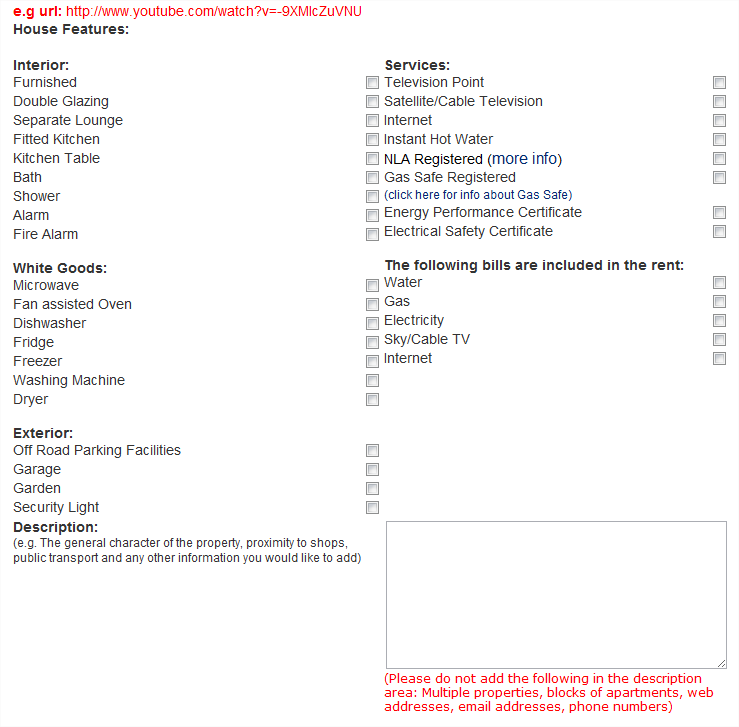 e.g url: http://www.youtube.com/watch?v=-9XMlcZuVNU
House Features:
Interior:
Furnished
Double Glazing
Separate Lounge
Fitted Kitchen
Kitchen Table
Bath
Shower
Alarm
Fire Alarm
White Goods:
Microwave
Fan assisted Oven
Dishwasher
Fridge
Freezer
Washing Machine
Dryer
Exterior:
Off Road Parking Facilities
Garage
Garden
Security Light
Services:
Television Point
Satellite/Cable Television
Internet
Instant Hot Water
NLA Registered (more info)
Gas Safe Registered
(click here for info about Gas Safe)
Energy Performance Certificate
Electrical Safety Certificate
The following bills are included in the rent:
Water
Gas
Electricity
Sky/Cable TV
Internet
Description:
(e.g. The general character of the property, proximity to shops,
public transport and any other information you would like to add)
(Please do not add the following in the description
area: Multiple properties, blocks of apartments, web
addresses, email addresses, phone numbers)